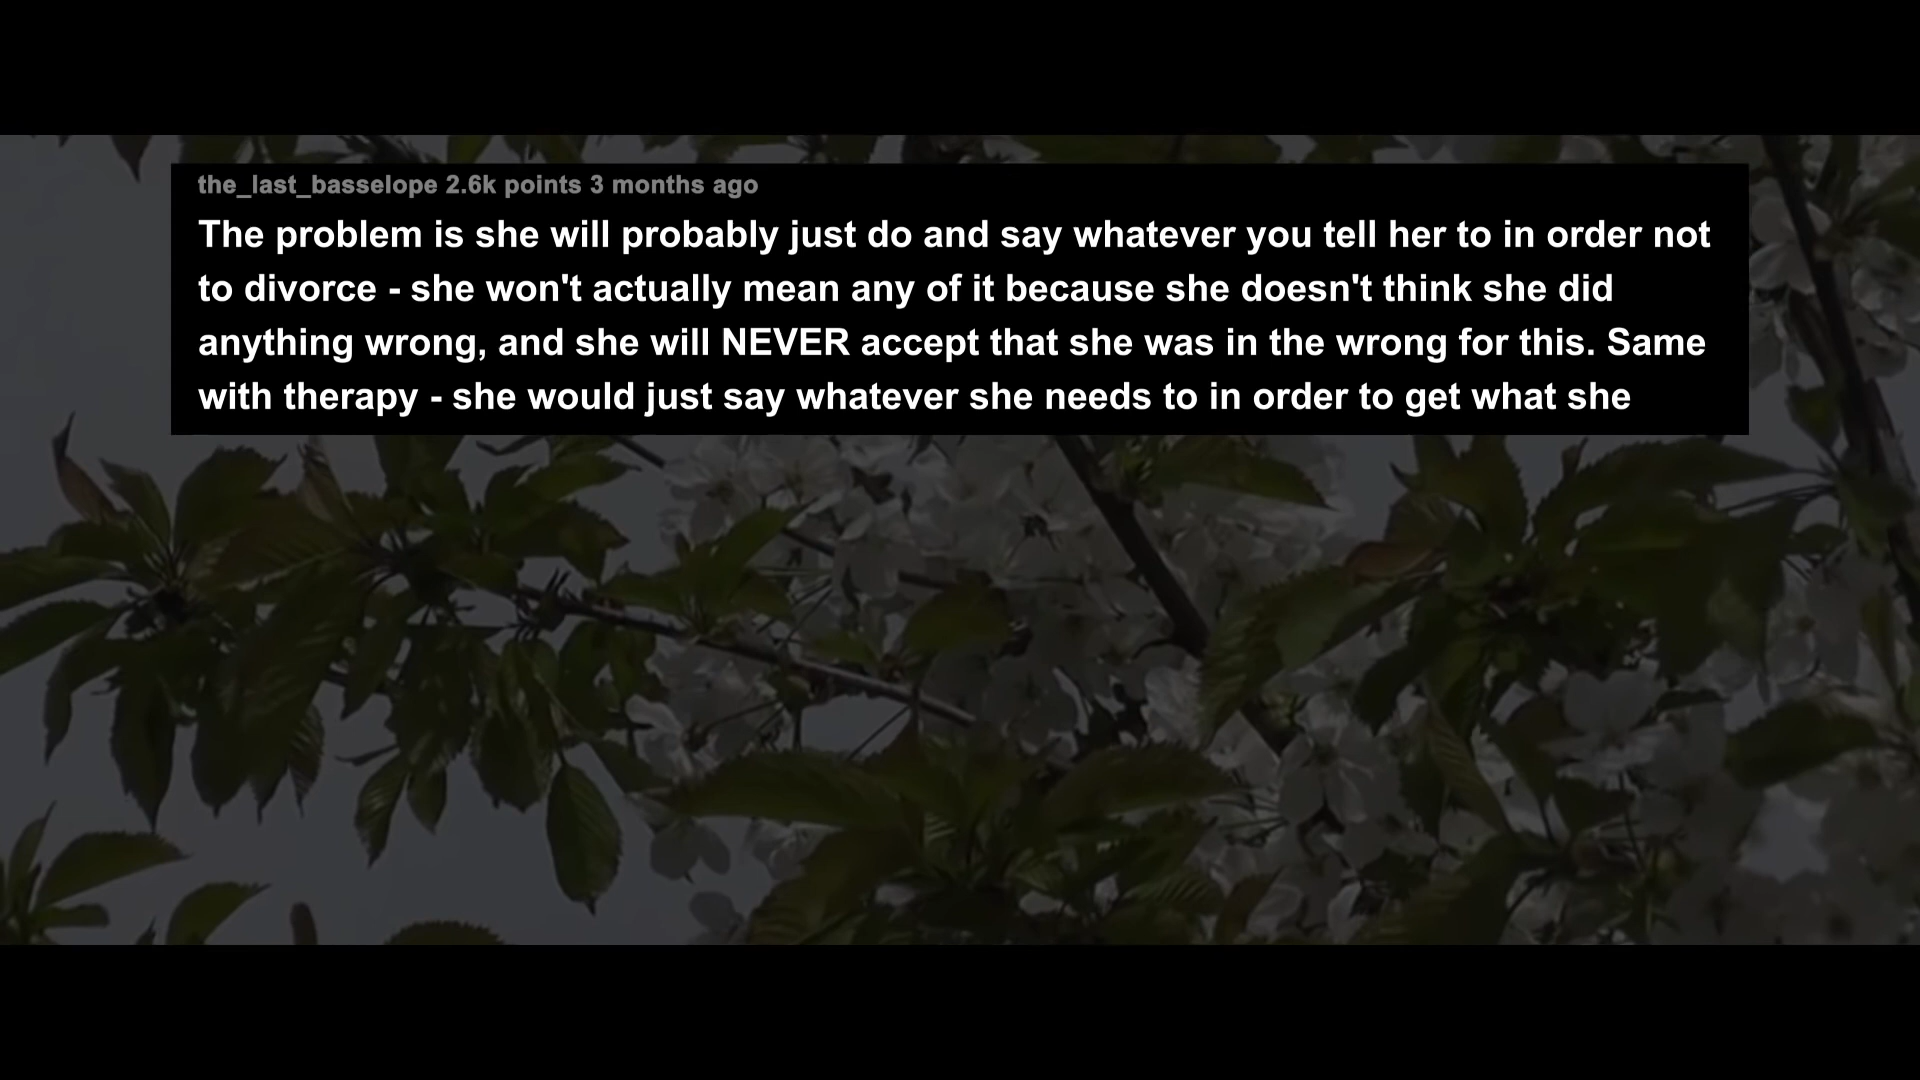 the_last_basselope 2.6k points 3 months ago
The problem is she will probably just do and say whatever you tell her to in order not
to divorce - she won't actually mean any of it because she doesn't think she did
anything wrong, and she will NEVER accept that she was in the wrong for this. Same
with therapy - she would just say whatever she needs to in order to get what she